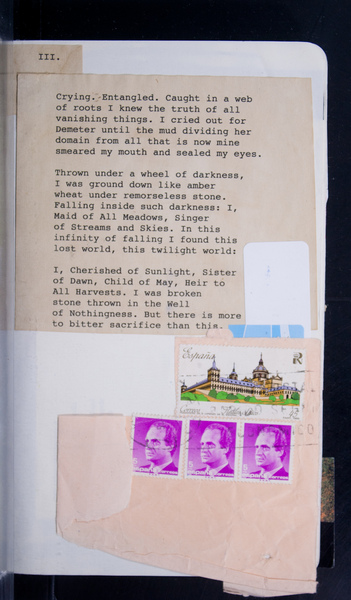 III.
Crying. Entangled. Caught in a web
of roots I knew the truth of all
vanishing things. I cried out for
Demeter until the mud dividing her
domain from all that is now mine
smeared my mouth and sealed my eyes.
Thrown under a wheel of darkness,
I was ground down like amber
wheat under remorseless stone.
Falling inside such darkness: I,
Maid of All Meadows, Singer
of Streams and Skies. In this
infinity of falling I found this
lost world, this twilight world:
I, Cherished of Sunlight, Sister
of Dawn, Child of May, Heir to
All Harvests. I was broken
stone thrown in the Well
of Nothingness. But there is more
to bitter sacrifice than this.
España